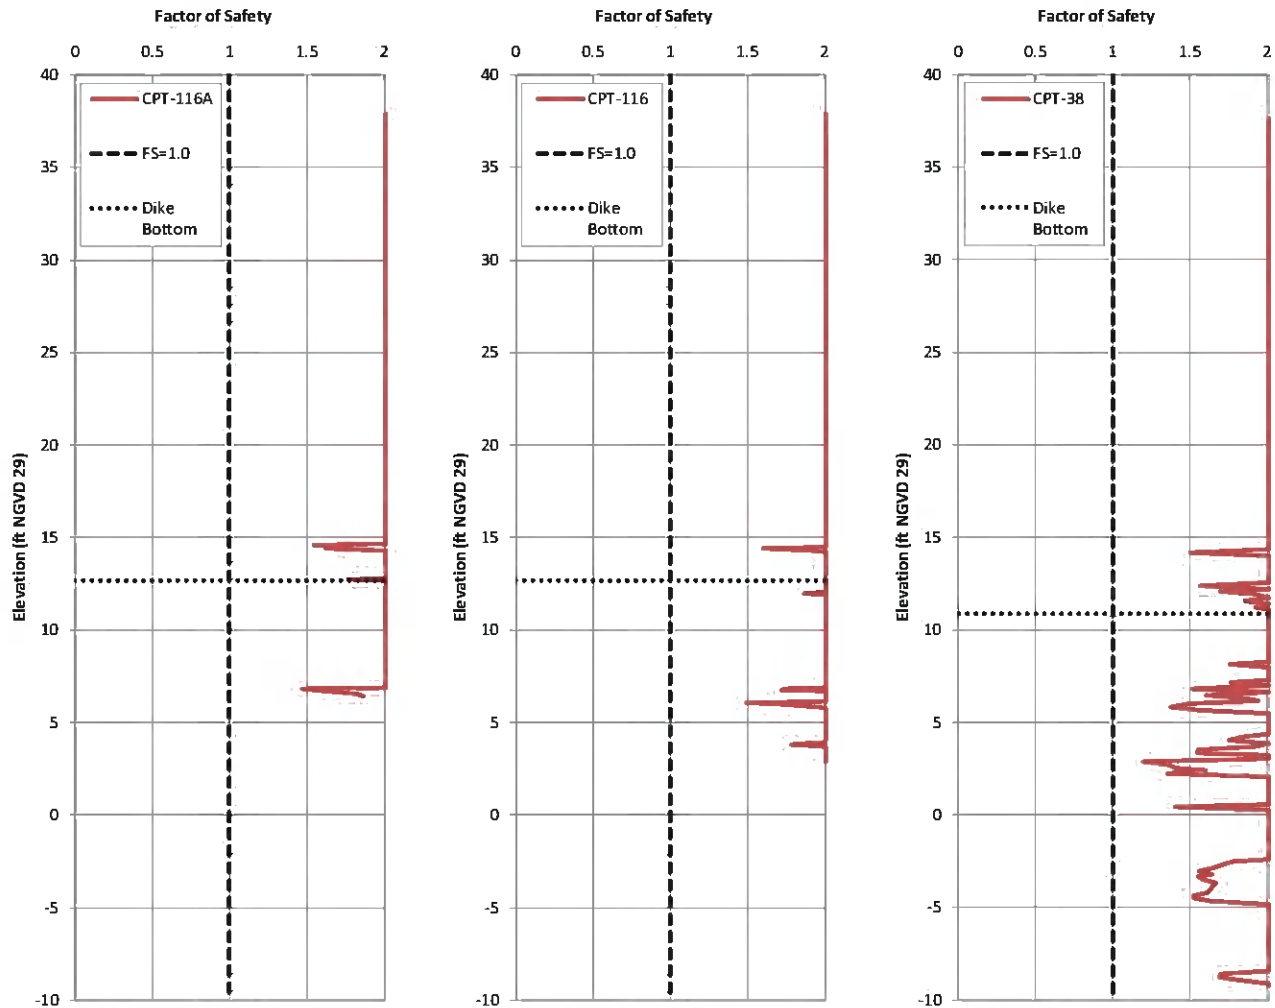 Factor of Safety
0 0.5 1 1.5 2
40
35
30
25
20
15
10
5
0
-5
-10
Elevation (ft NGVD 29)
CPT-116A
FS=1.0
Dike
Bottom
Factor of Safety
0 0.5 1 1.5 2
40
35
30
25
20
15
10
5
0
-5
-10
Elevation (ft NGVD 29)
CPT-116
FS=1.0
Dike
Bottom
Factor of Safety
0 0.5 1 1.5 2
40
35
30
25
20
15
10
5
0
-5
-10
Elevation (ft NGVD 29)
CPT-38
FS=1.0
Dike
Bottom